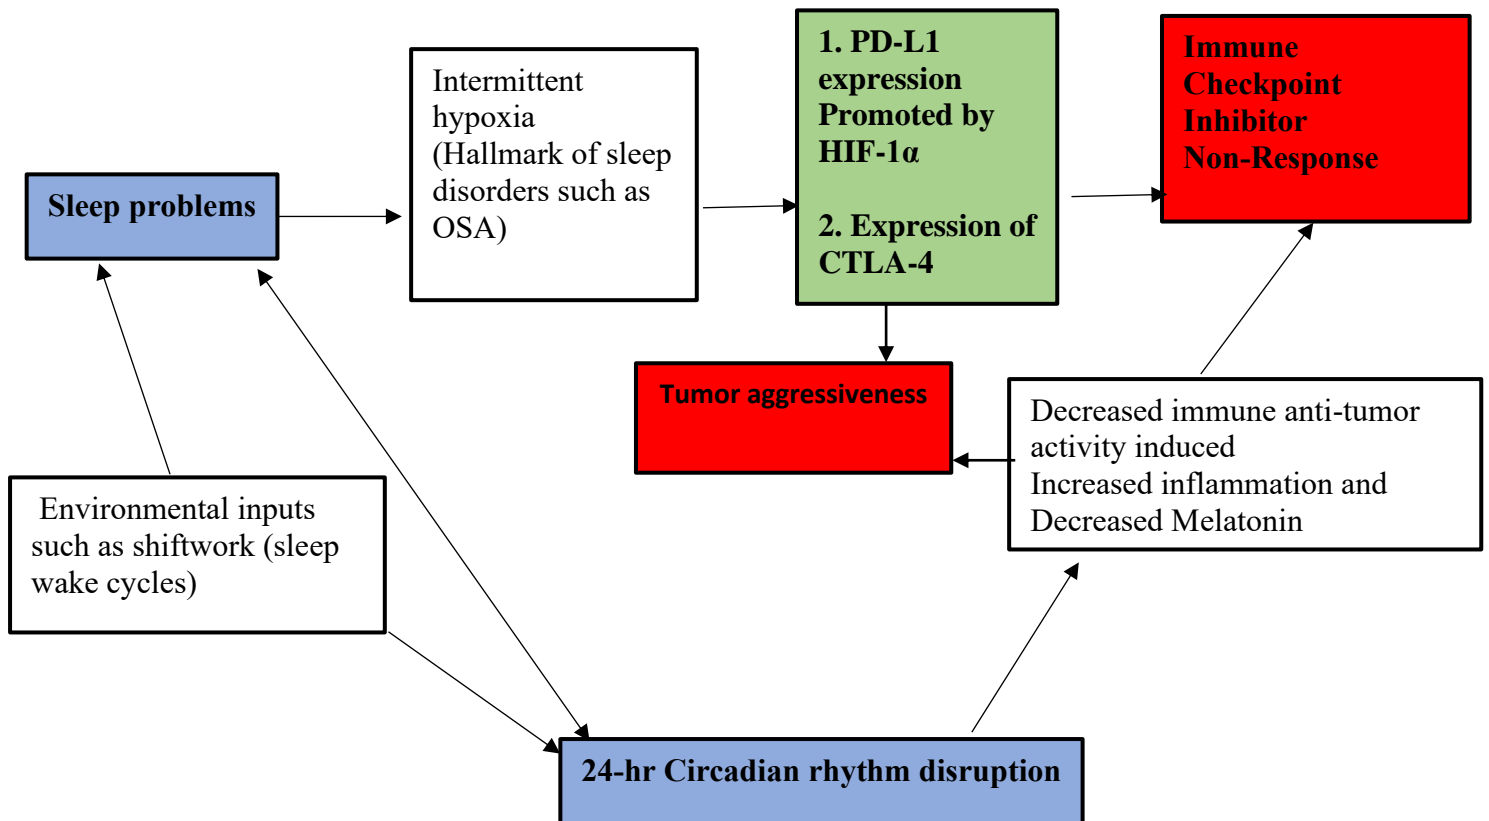 Sleep problems
Intermittent
hypoxia
(Hallmark of sleep
disorders such as
OSA)
1. PD-L1
expression
Promoted by
HIF-1α
2. Expression of
CTLA-4
Immune
Checkpoint
Inhibitor
Non-Response
Tumor aggressiveness
Decreased immune anti-tumor
activity induced
Increased inflammation and
Decreased Melatonin
Environmental inputs
such as shiftwork (sleep
wake cycles)
24-hr Circadian rhythm disruption